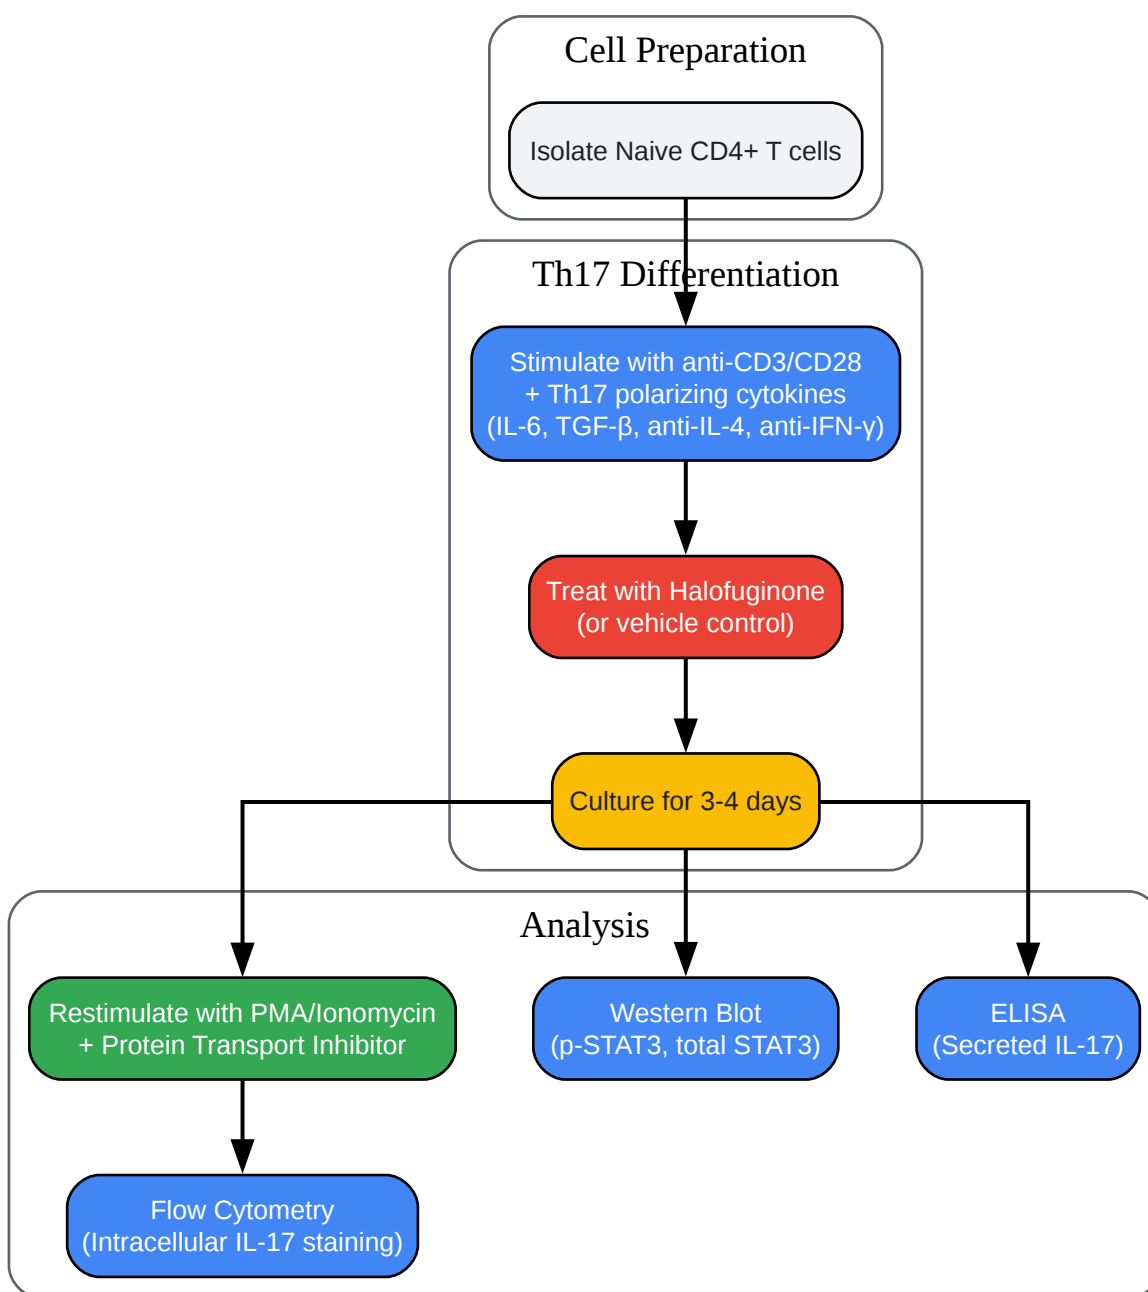 Cell Preparation
Isolate Naive CD4+ T cells
Th17 Differentiation
Stimulate with anti-CD3/CD28
+ Th17 polarizing cytokines
(IL-6, TGF-β, anti-IL-4, anti-IFN-γ)
Treat with Halofuginone
(or vehicle control)
Culture for 3-4 days
Analysis
Restimulate with PMA/Ionomycin
+ Protein Transport Inhibitor
Western Blot
(p-STAT3, total STAT3)
ELISA
(Secreted IL-17)
Flow Cytometry
(Intracellular IL-17 staining)